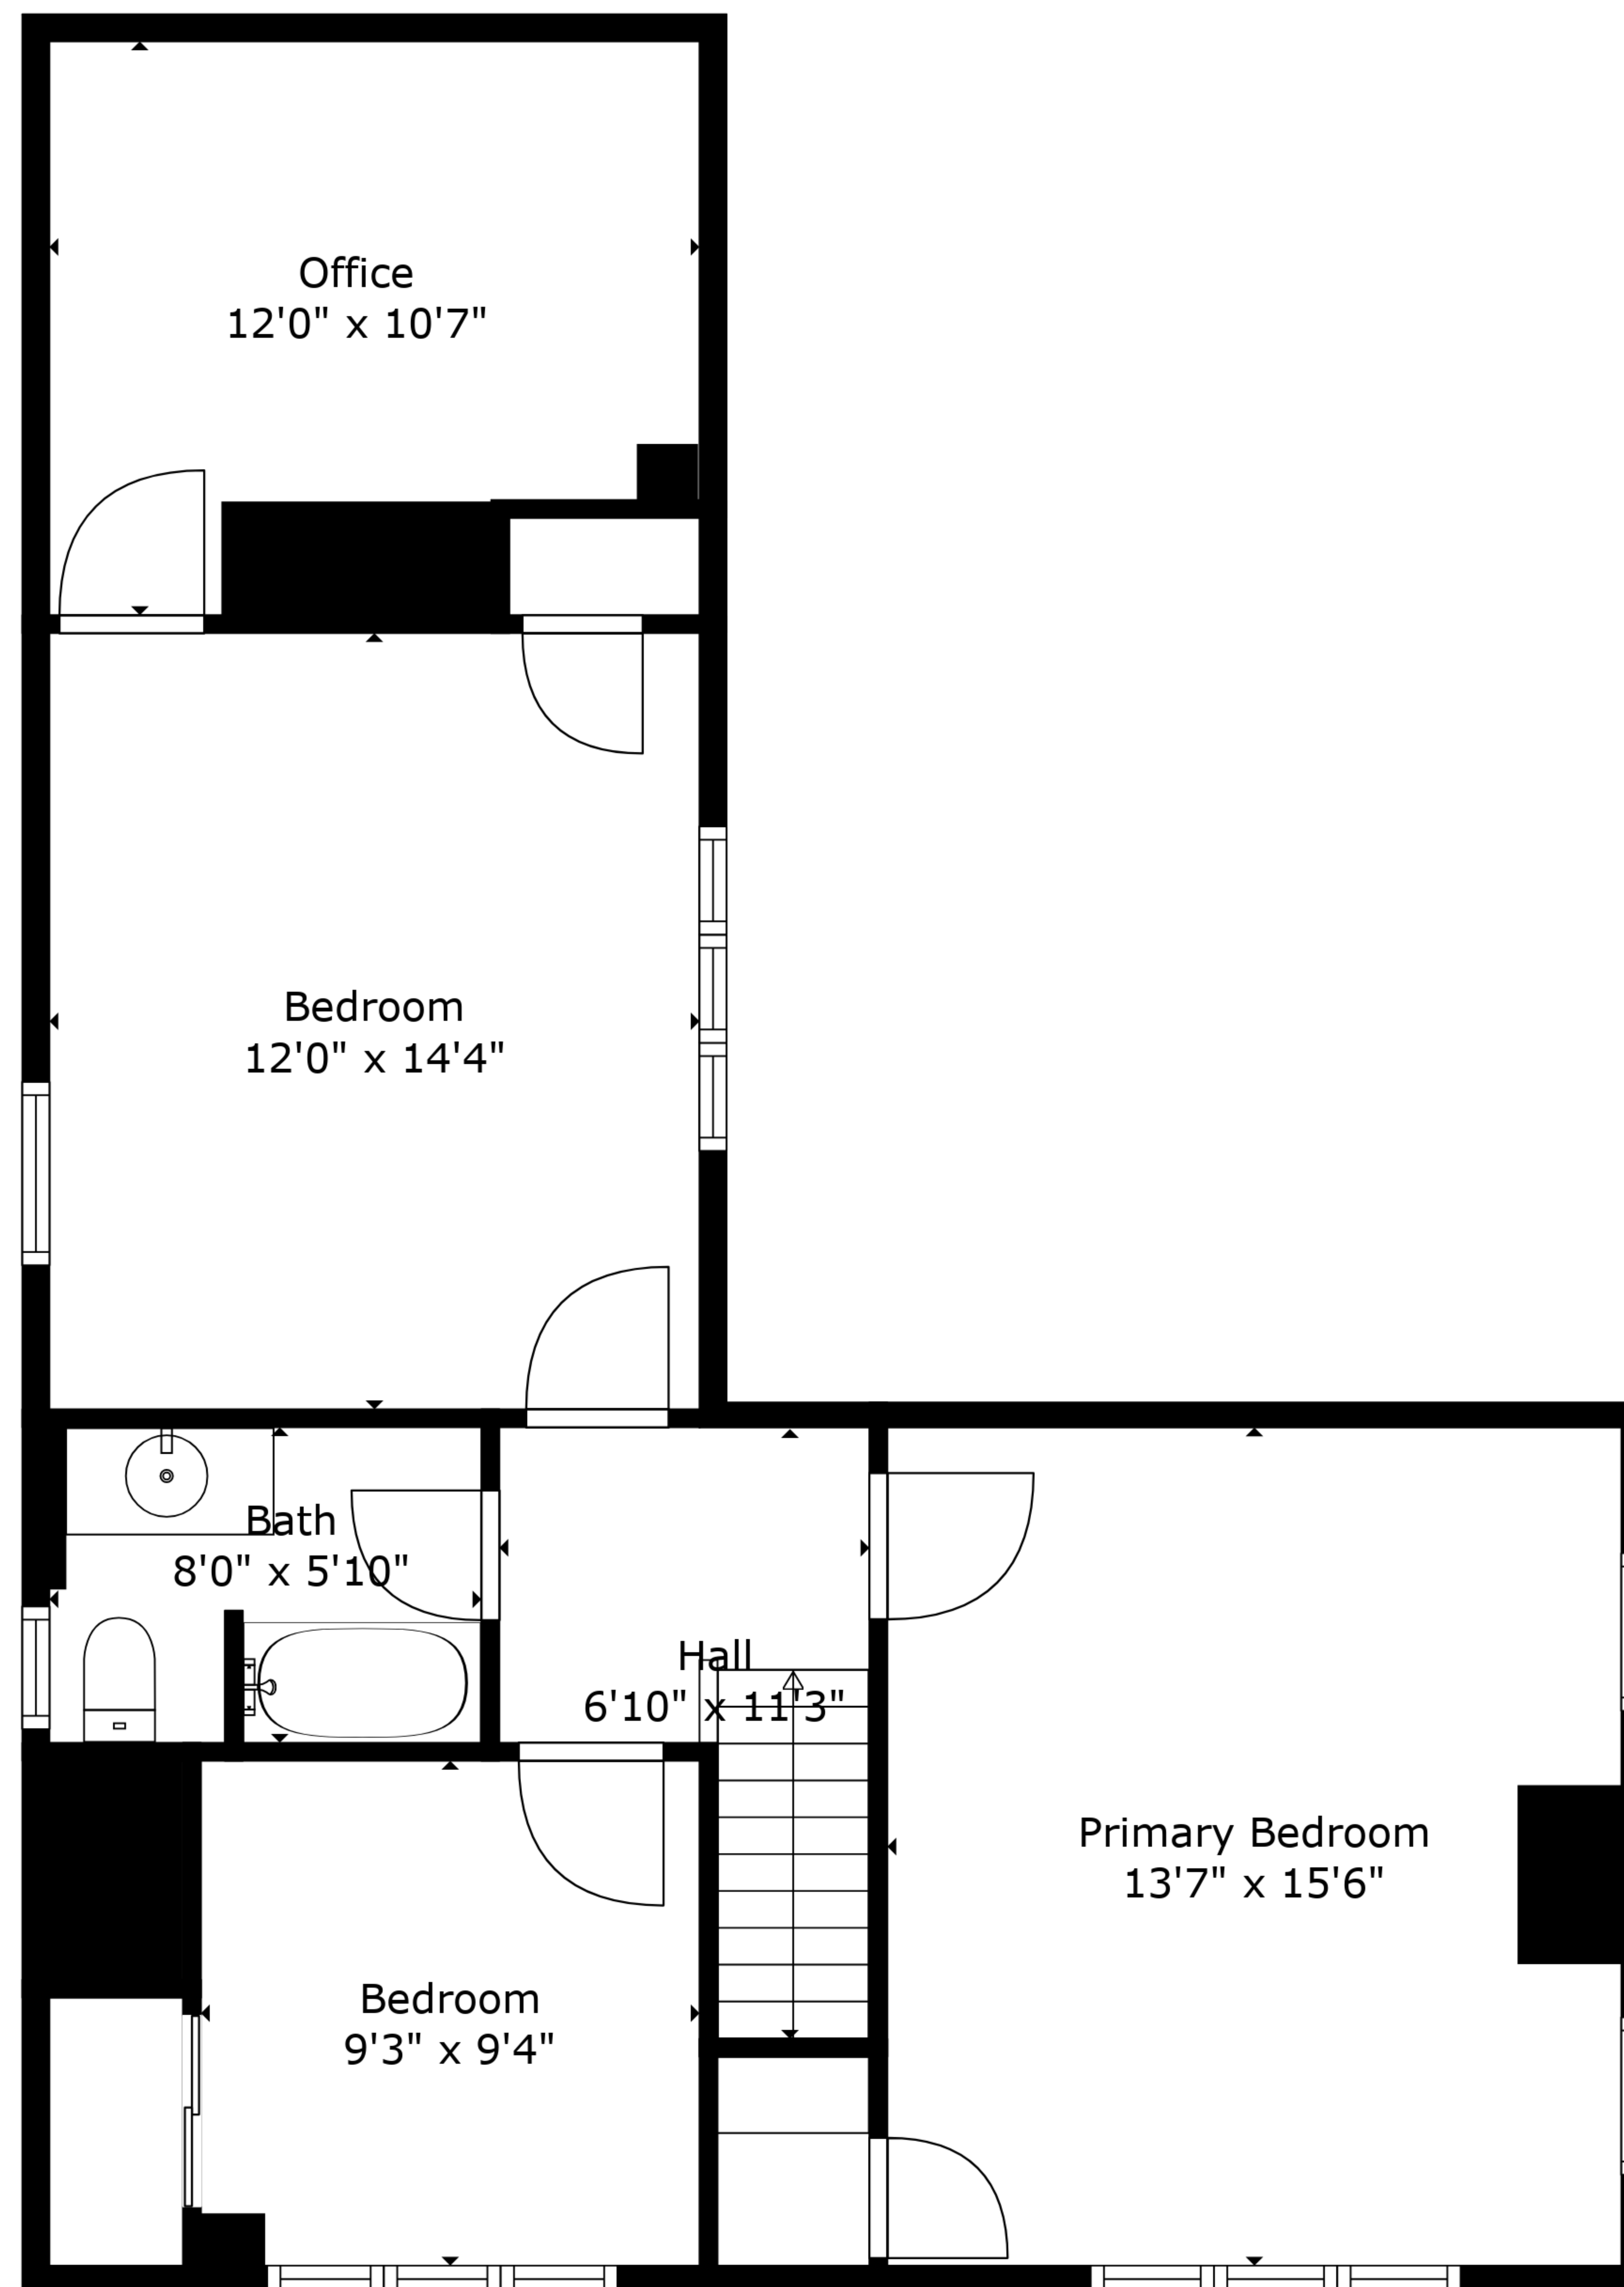 Office
12'0" x 10'7"
Bedroom
12'0" x 14'4"
Bath
8'0" x 5'10"
Hall
6'10" x 11'3"
Primary Bedroom
13'7" x 15'6"
Bedroom
9'3" x 9'4"